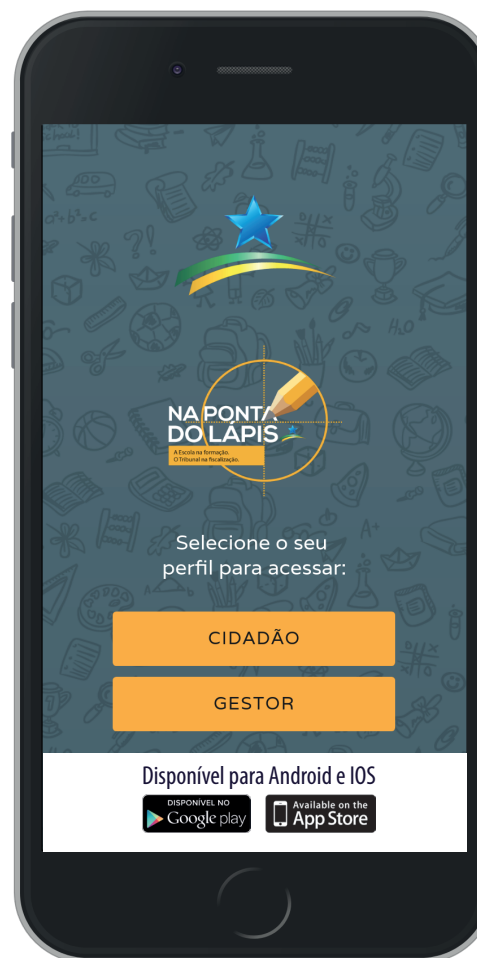 NA PONTA
DO LÁPIS
A Escola na formação.
O Tribunal na fiscalização.
Selecione o seu
perfil para acessar:
CIDADÃO
GESTOR
Disponível para Android e IOS
DISPONÍVEL NO
Google play
Available on the
App Store